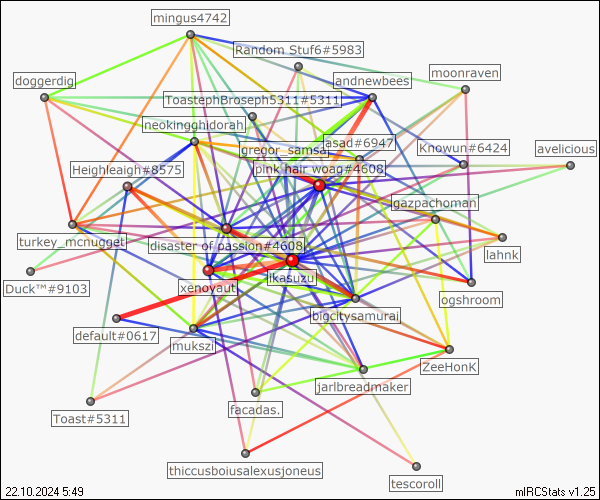 mingus4742
Random Stuf6#5983
doggerdig
andnewbees
moonraven
ToastephBroseph5311#5311
neokingghidorah
gregor_samsa
asad#6947
Knowun#6424
avelicious
Heighleaigh#8575
pink hair woag#4608
gazpachoman
turkey_mcnugget
disaster of passion#4608
lahnk
Duck™#9103
xenoyaut
ikasuzu
ogshroom
bigcitysamurai
default#0617
mukszi
ZeeHonK
jarlbreadmaker
Toast#5311
facadas.
thiccusboiusalexusjoneus
tescoroll
22.10.2024 5:49
mIRCStats v1.25